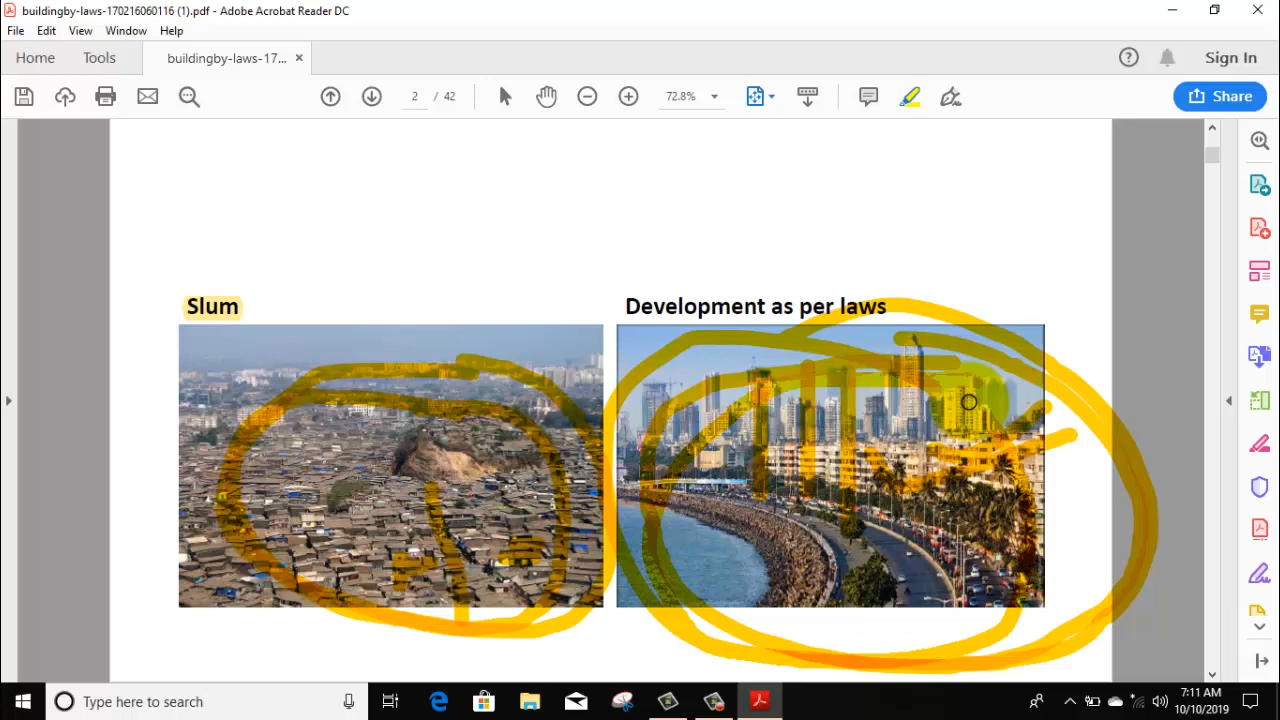 buildingby-laws-170216060116 (1).pdf - Adobe Acrobat Reader DC
File Edit View Window Help
Home Tools buildingby-laws-17... × Sign In
2 / 42 72.8% Share
Slum Development as per laws
Type here to search
7:11 AM
10/10/2019